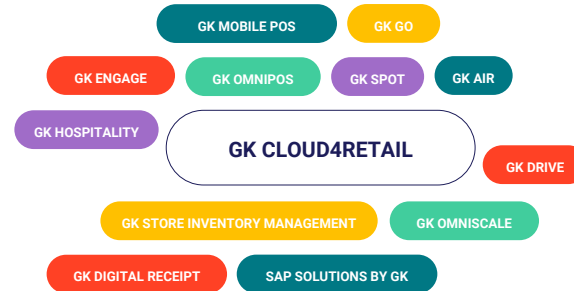 GK MOBILE POS
GK GO
GK ENGAGE
GK OMNIPOS
GK SPOT
GK AIR
GK HOSPITALITY
GK CLOUD4RETAIL
GK DRIVE
GK STORE INVENTORY MANAGEMENT
GK OMNISCALE
GK DIGITAL RECEIPT
SAP SOLUTIONS BY GK